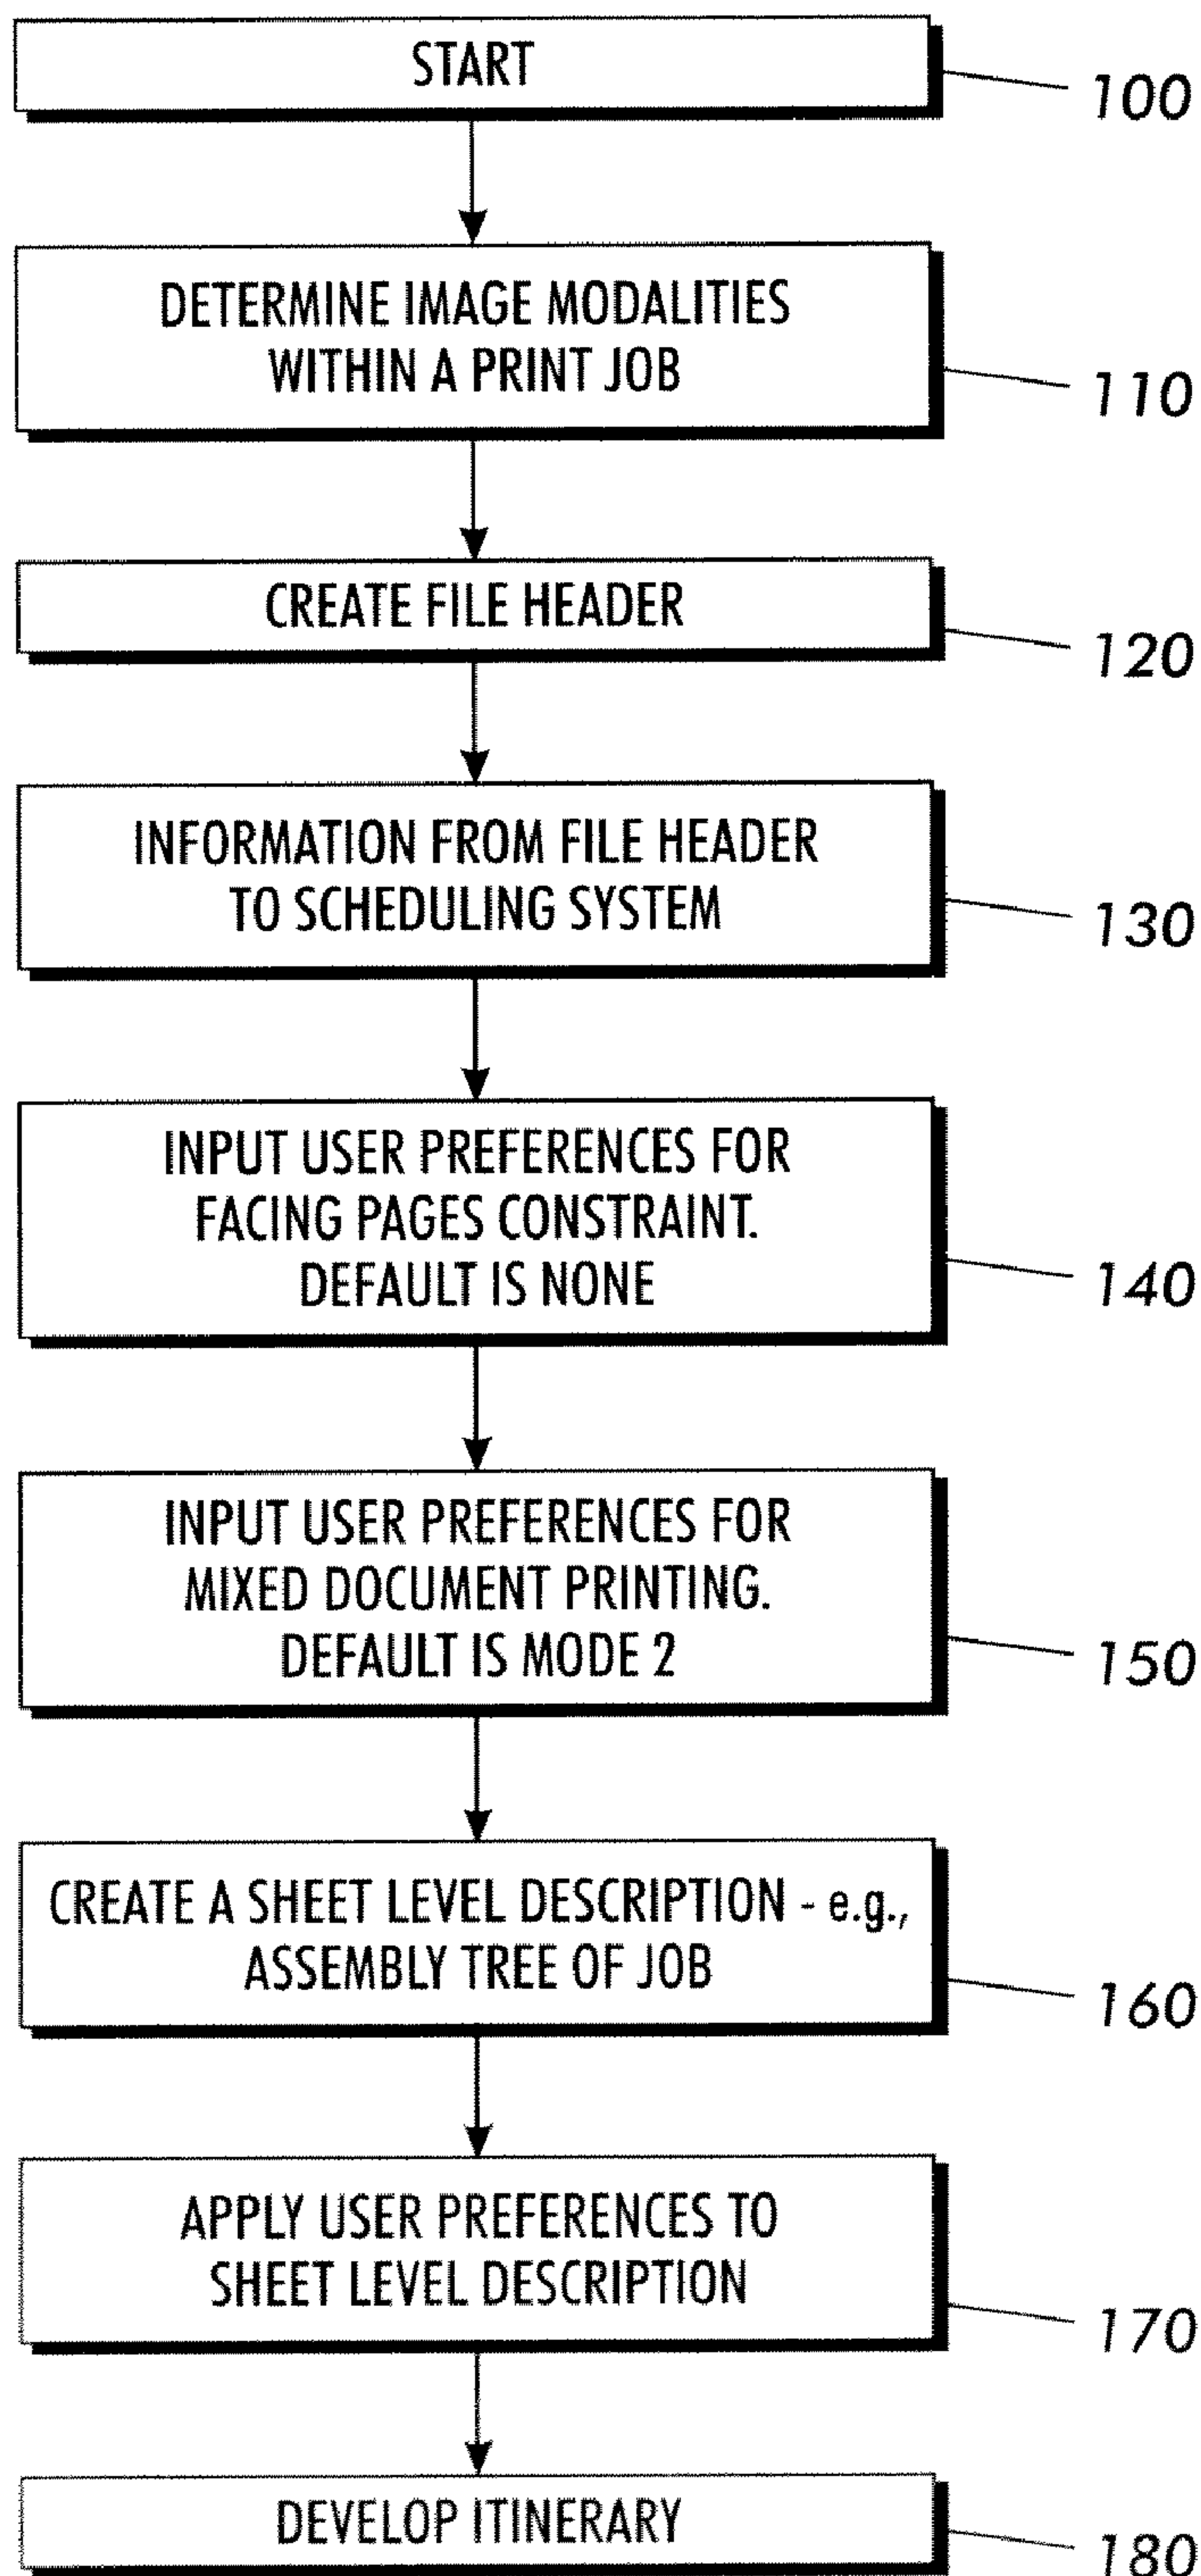 START
100
DETERMINE IMAGE MODALITIES
WITHIN A PRINT JOB
110
CREATE FILE HEADER
120
INFORMATION FROM FILE HEADER
TO SCHEDULING SYSTEM
130
INPUT USER PREFERENCES FOR
FACING PAGES CONSTRAINT.
DEFAULT IS NONE
140
INPUT USER PREFERENCES FOR
MIXED DOCUMENT PRINTING.
DEFAULT IS MODE 2
150
CREATE A SHEET LEVEL DESCRIPTION - e.g.,
ASSEMBLY TREE OF JOB
160
APPLY USER PREFERENCES TO
SHEET LEVEL DESCRIPTION
170
DEVELOP ITINERARY
180